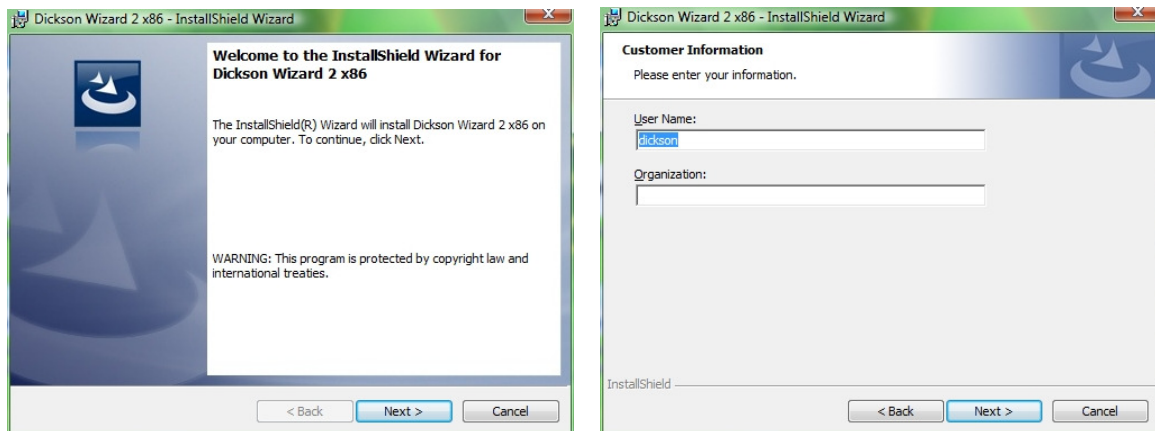 Dickson Wizard 2 x86 - InstallShield Wizard
Welcome to the InstallShield Wizard for
Dickson Wizard 2 x86
The InstallShield(R) Wizard will install Dickson Wizard 2 x86 on
your computer. To continue, click Next.
WARNING: This program is protected by copyright law and
international treaties.
< Back
Next >
Cancel
Dickson Wizard 2 x86 - InstallShield Wizard
Customer Information
Please enter your information.
User Name:
dickson
Organization:
InstallShield
< Back
Next >
Cancel